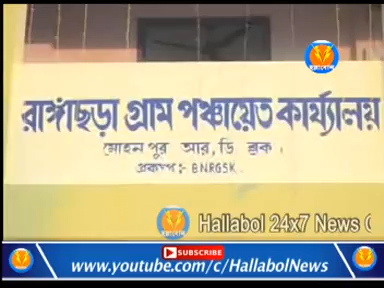 রাঙ্গাছড়া গ্রাম পঞ্চায়েত কার্য্যালয়
মোহনপুর আর, ডি ব্লক।
প্রকল্প :- BNRGSK.
Hallabol 24x7 News C
SUBSCRIBE
www.youtube.com/c/HallabolNews